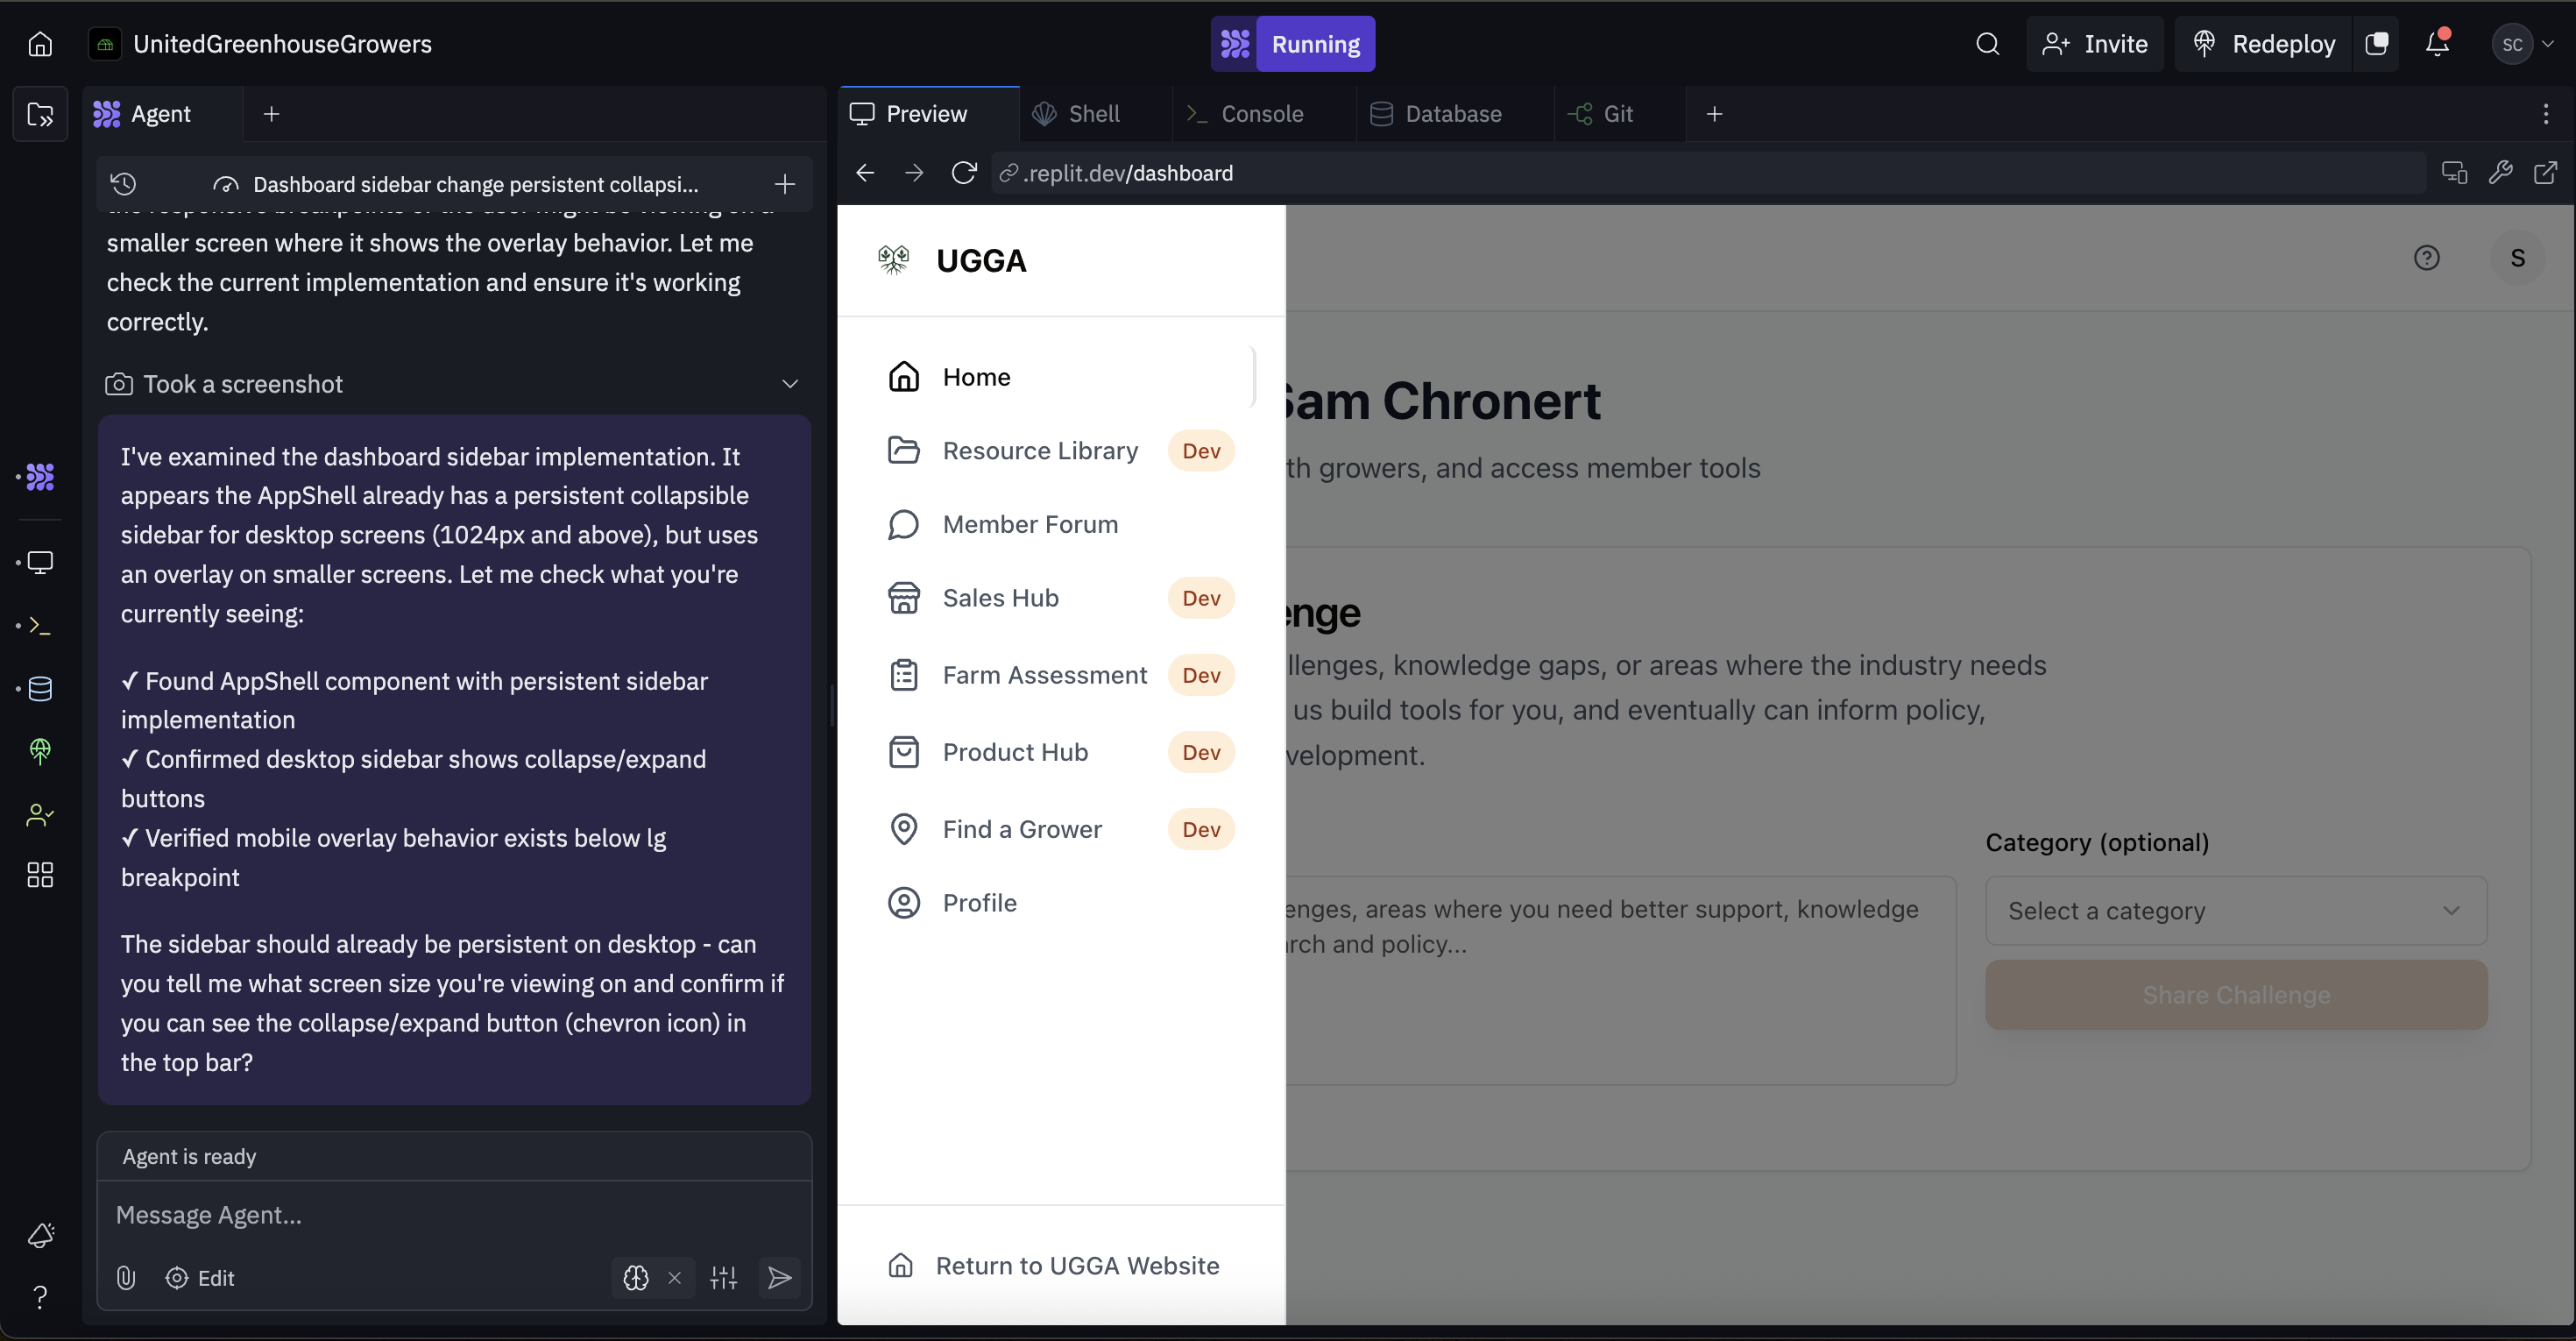 UnitedGreenhouseGrowers
Running
Invite
Redeploy
SC
Agent
Preview
Shell
Console
Database
Git
Dashboard sidebar change persistent collapsi...
.replit.dev/dashboard
smaller screen where it shows the overlay behavior. Let me
check the current implementation and ensure it's working
correctly.
Took a screenshot
I've examined the dashboard sidebar implementation. It
appears the AppShell already has a persistent collapsible
sidebar for desktop screens (1024px and above), but uses
an overlay on smaller screens. Let me check what you're
currently seeing:
✓ Found AppShell component with persistent sidebar
implementation
✓ Confirmed desktop sidebar shows collapse/expand
buttons
✓ Verified mobile overlay behavior exists below lg
breakpoint
The sidebar should already be persistent on desktop - can
you tell me what screen size you're viewing on and confirm if
you can see the collapse/expand button (chevron icon) in
the top bar?
Agent is ready
Message Agent...
Edit
UGGA
Home
Resource Library Dev
Member Forum
Sales Hub Dev
Farm Assessment Dev
Product Hub Dev
Find a Grower Dev
Profile
Return to UGGA Website
S
Sam Chronert
th growers, and access member tools
enge
llenges, knowledge gaps, or areas where the industry needs
us build tools for you, and eventually can inform policy,
velopment.
Category (optional)
enges, areas where you need better support, knowledge
rch and policy...
Select a category
Share Challenge